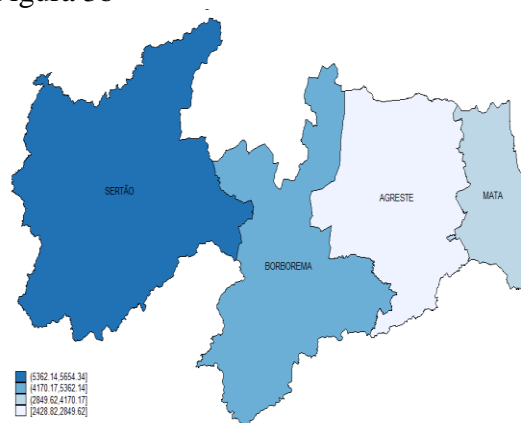 SERTÃO
AGRESTE
MATA
BORBOREMA
(5362.14,5654.34]
(4170.17,5362.14]
(2849.62,4170.17]
[2428.82,2849.62]